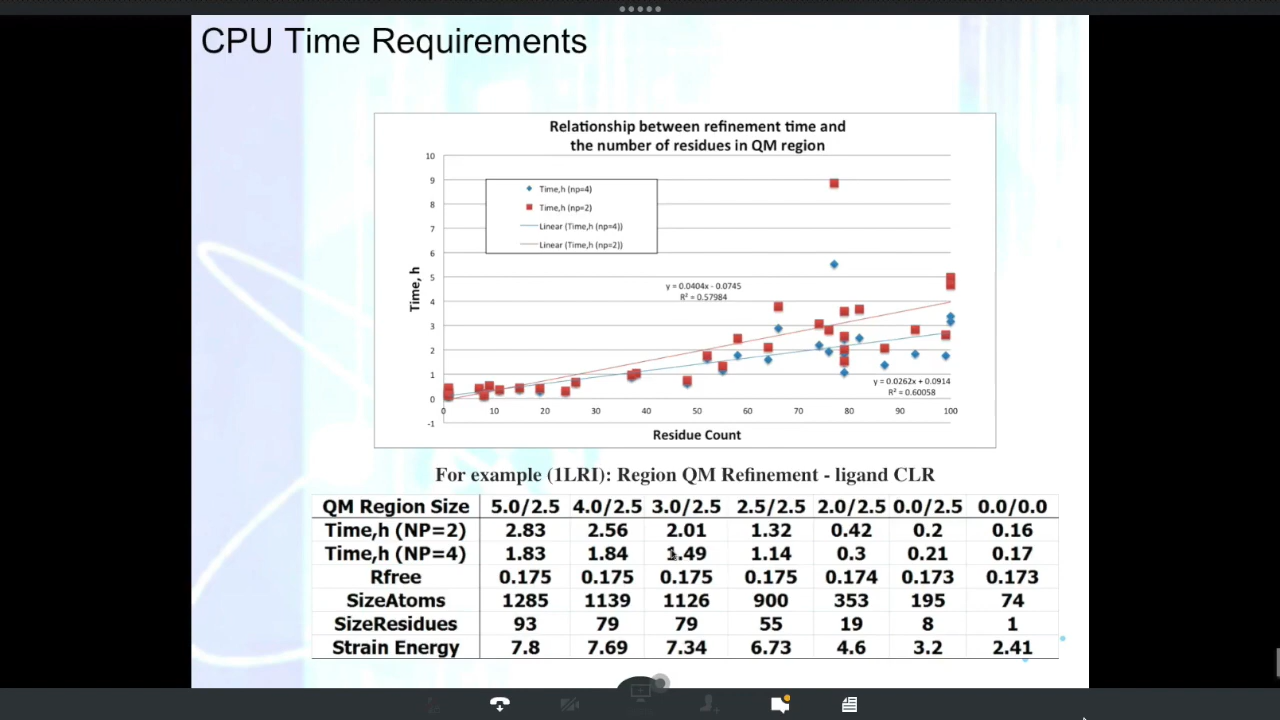 CPU Time Requirements
Relationship between refinement time and
the number of residues in QM region
10
9
8
7
6
5
4
3
2
1
0
-1
Time, h
Time,h (np=4)
Time,h (np=2)
Linear (Time,h (np=4))
Linear (Time,h (np=2))
y = 0.0404x - 0.0745
R² = 0.57984
y = 0.0262x + 0.0914
R² = 0.60058
0 10 20 30 40 50 60 70 80 90 100
Residue Count
For example (1LRI): Region QM Refinement - ligand CLR
QM Region Size 5.0/2.5 4.0/2.5 3.0/2.5 2.5/2.5 2.0/2.5 0.0/2.5 0.0/0.0
Time,h (NP=2) 2.83 2.56 2.01 1.32 0.42 0.2 0.16
Time,h (NP=4) 1.83 1.84 1.49 1.14 0.3 0.21 0.17
Rfree 0.175 0.175 0.175 0.175 0.174 0.173 0.173
SizeAtoms 1285 1139 1126 900 353 195 74
SizeResidues 93 79 79 55 19 8 1
Strain Energy 7.8 7.69 7.34 6.73 4.6 3.2 2.41